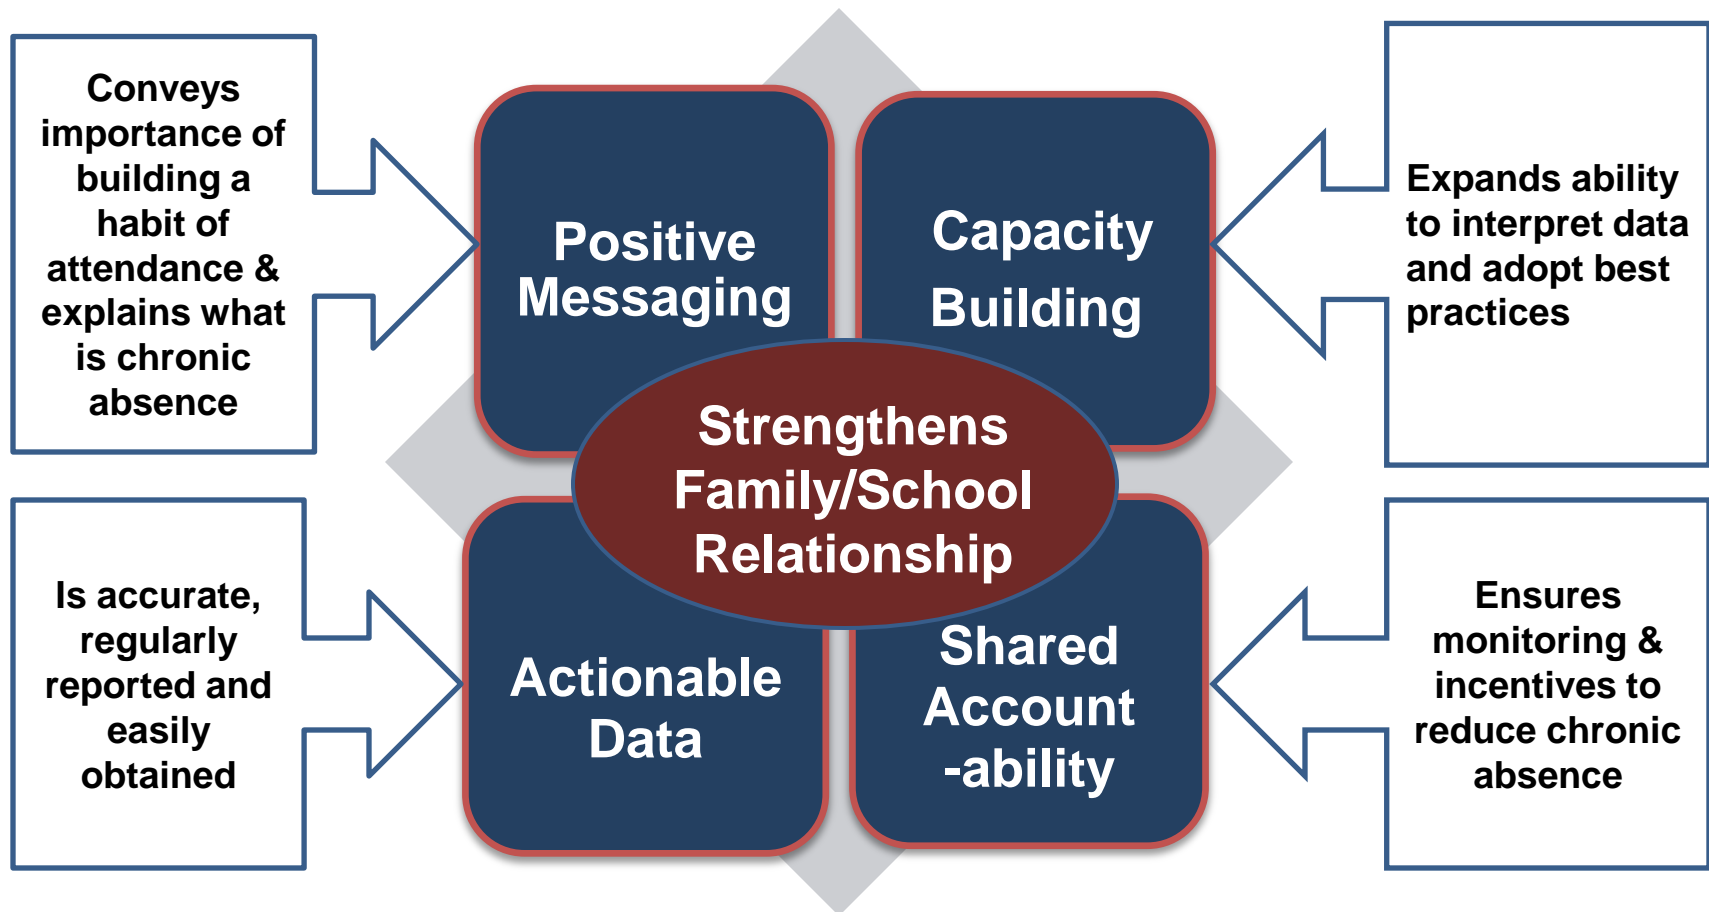 Conveys
importance of
building a
habit of
attendance &
explains what
is chronic
absence
Positive
Messaging
Capacity
Building
Expands ability
to interpret data
and adopt best
practices
Strengthens
Family/School
Relationship
Is accurate,
regularly
reported and
easily
obtained
Actionable
Data
Shared
Account
-ability
Ensures
monitoring &
incentives to
reduce chronic
absence